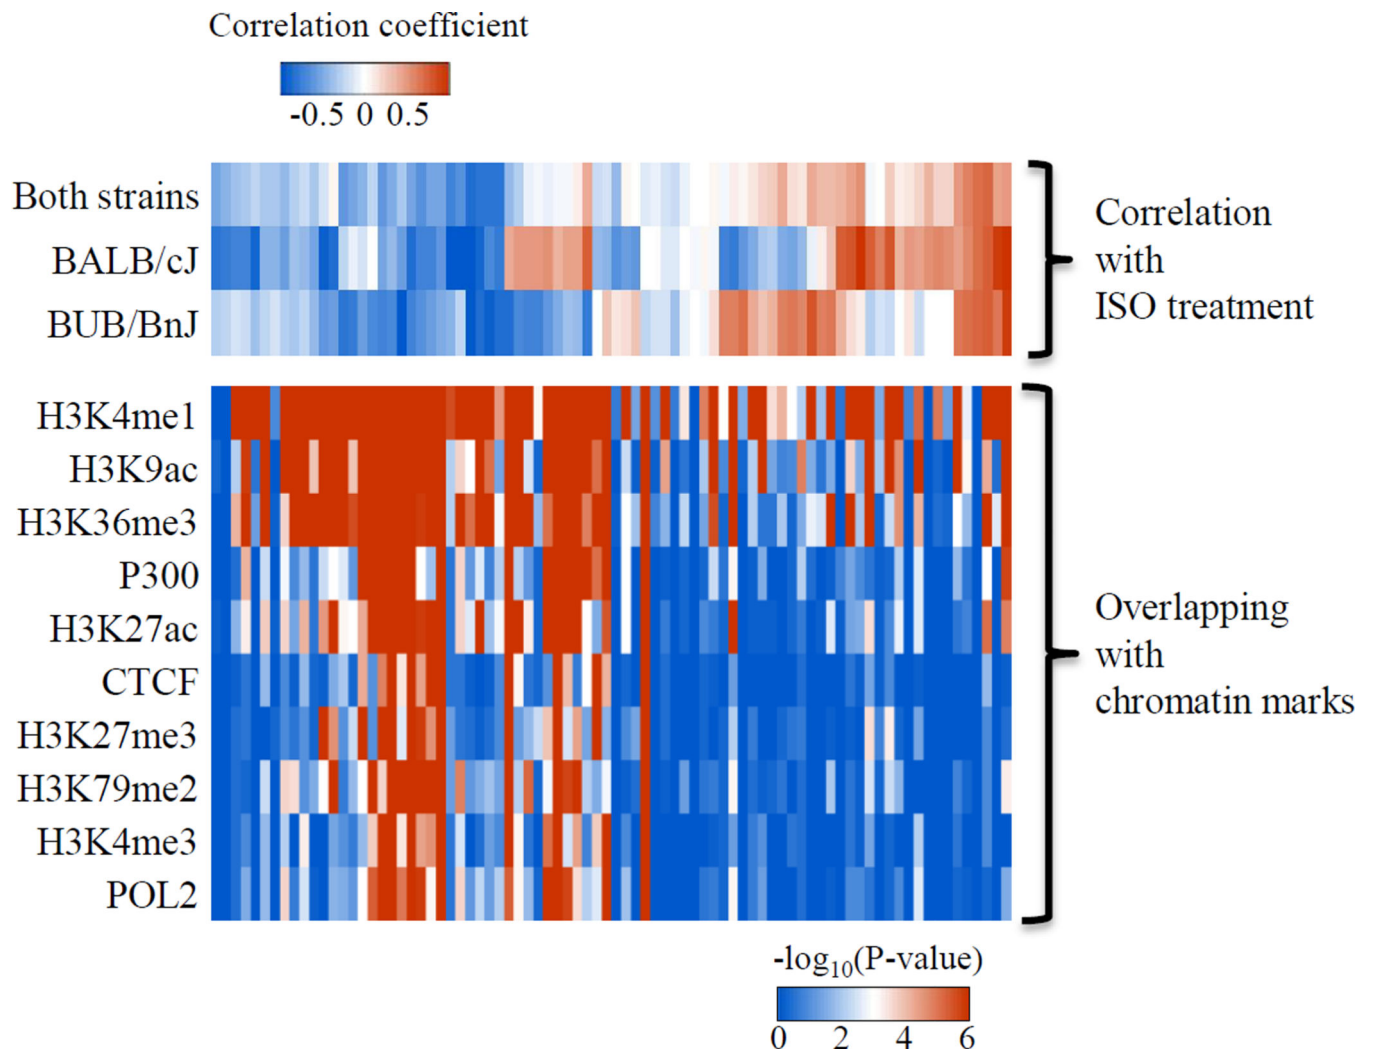 Correlation coefficient
-0.5 0 0.5
Both strains
BALB/cJ
BUB/BnJ
Correlation
with
ISO treatment
H3K4me1
H3K9ac
H3K36me3
P300
H3K27ac
CTCF
H3K27me3
H3K79me2
H3K4me3
POL2
Overlapping
with
chromatin marks
-log₁₀(P-value)
0 2 4 6